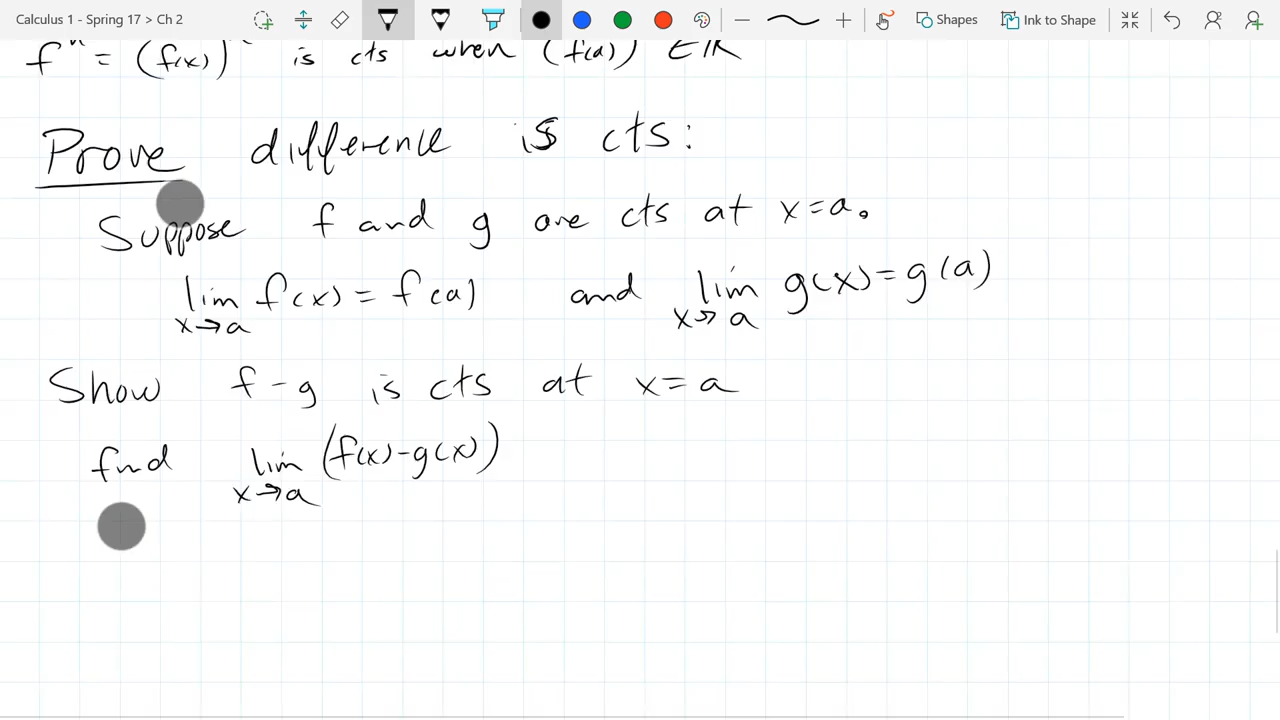 Calculus 1 - Spring 17 > Ch 2
Shapes
Ink to Shape
f^n = (f(x))^n is cts when (f(a))^n ∈ ℝ
Prove difference is cts:
Suppose f and g are cts at x=a.
lim x→a f(x) = f(a) and lim x→a g(x) = g(a)
Show f-g is cts at x=a
find lim x→a (f(x)-g(x))